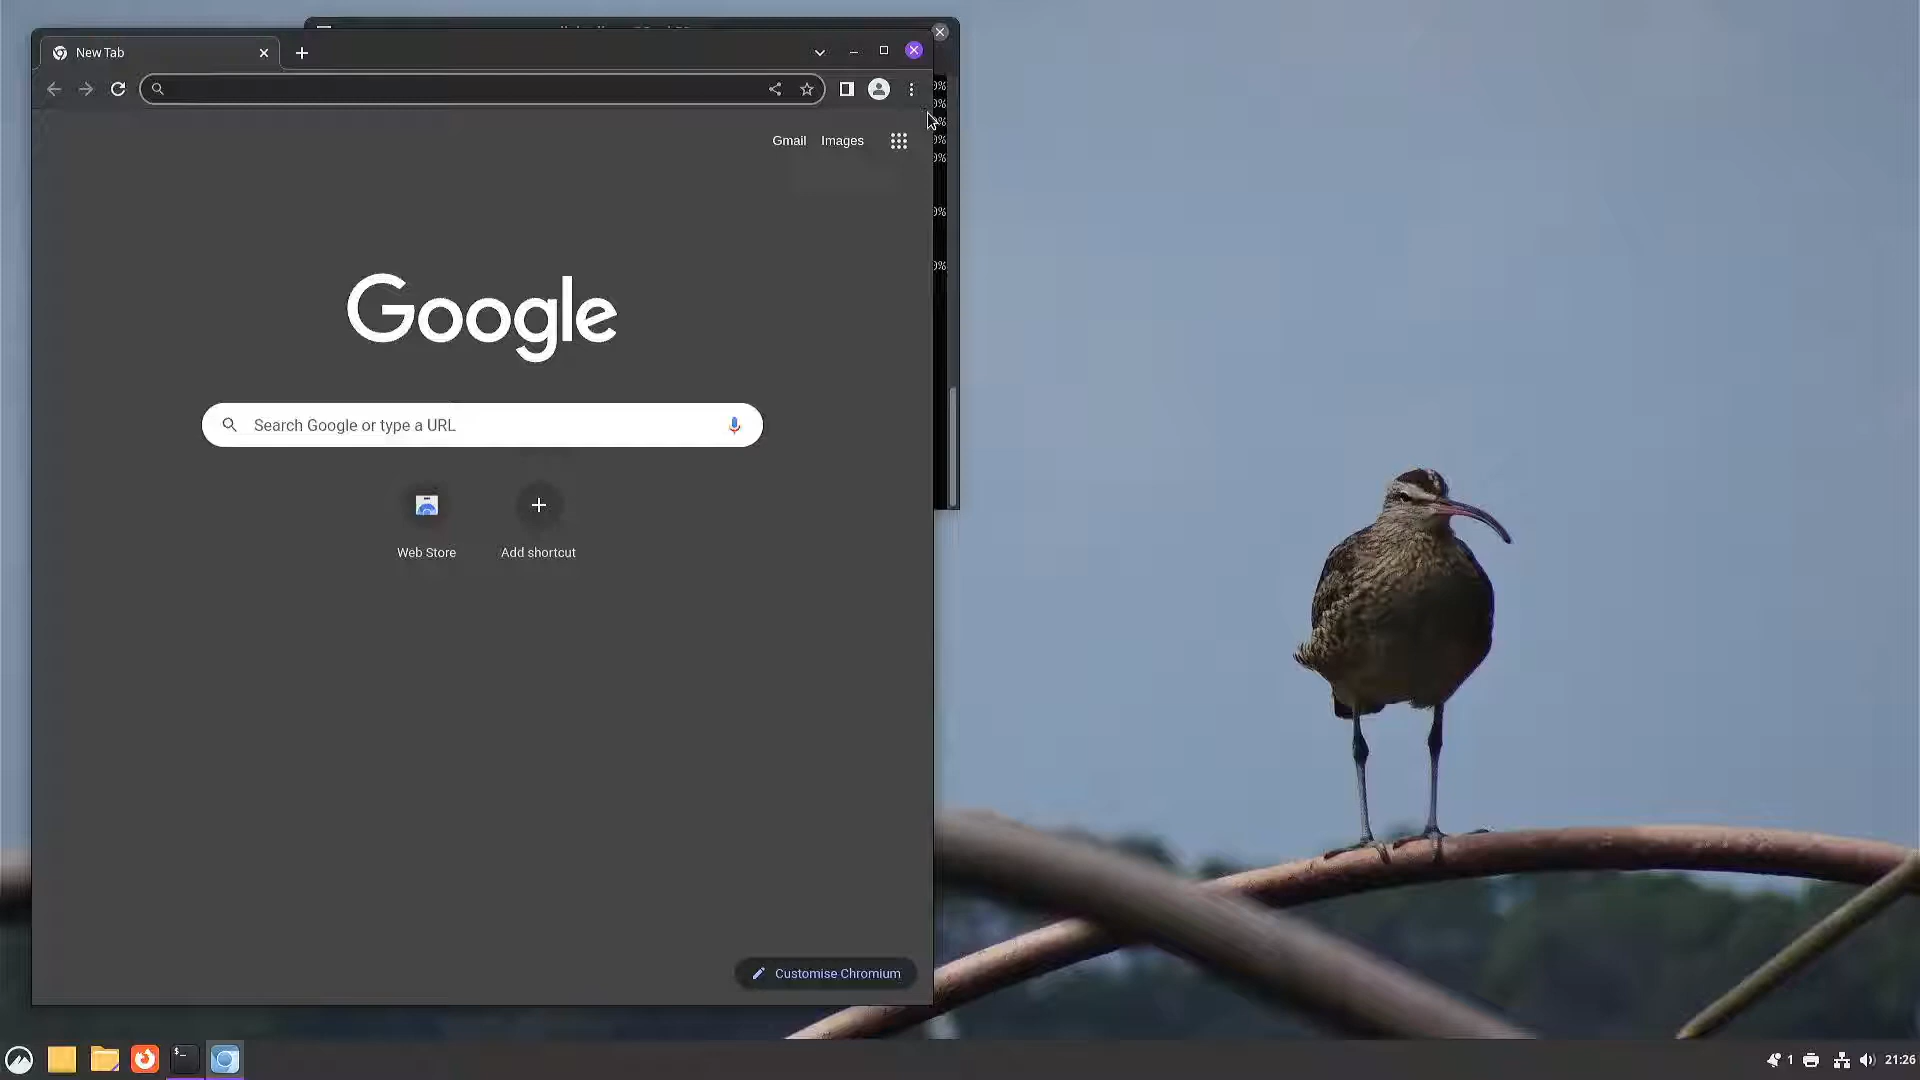 New Tab
Gmail Images
Google
Search Google or type a URL
Web Store Add shortcut
Customise Chromium
$_
1
21:26